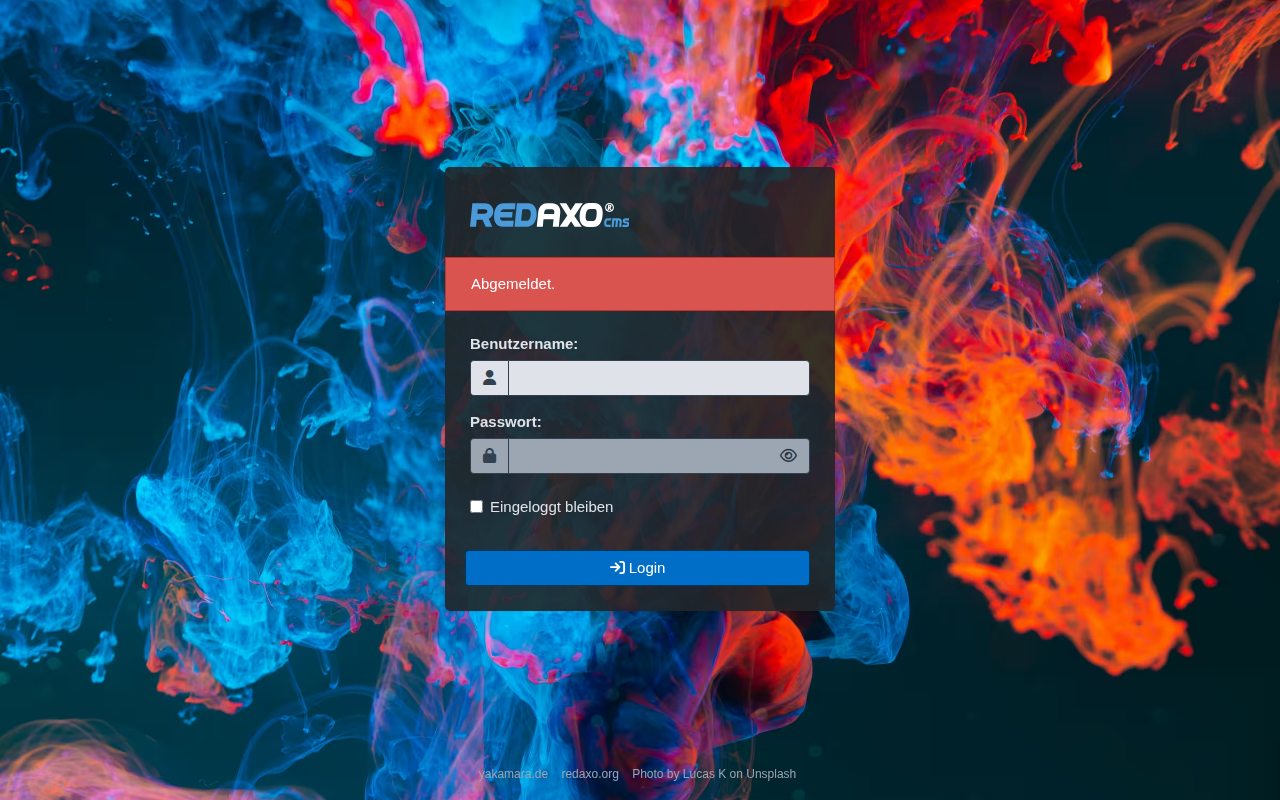 REDAXO® cms
Abgemeldet.
Benutzername:
Passwort:
Eingeloggt bleiben
Login
yakamara.de redaxo.org Photo by Lucas K on Unsplash